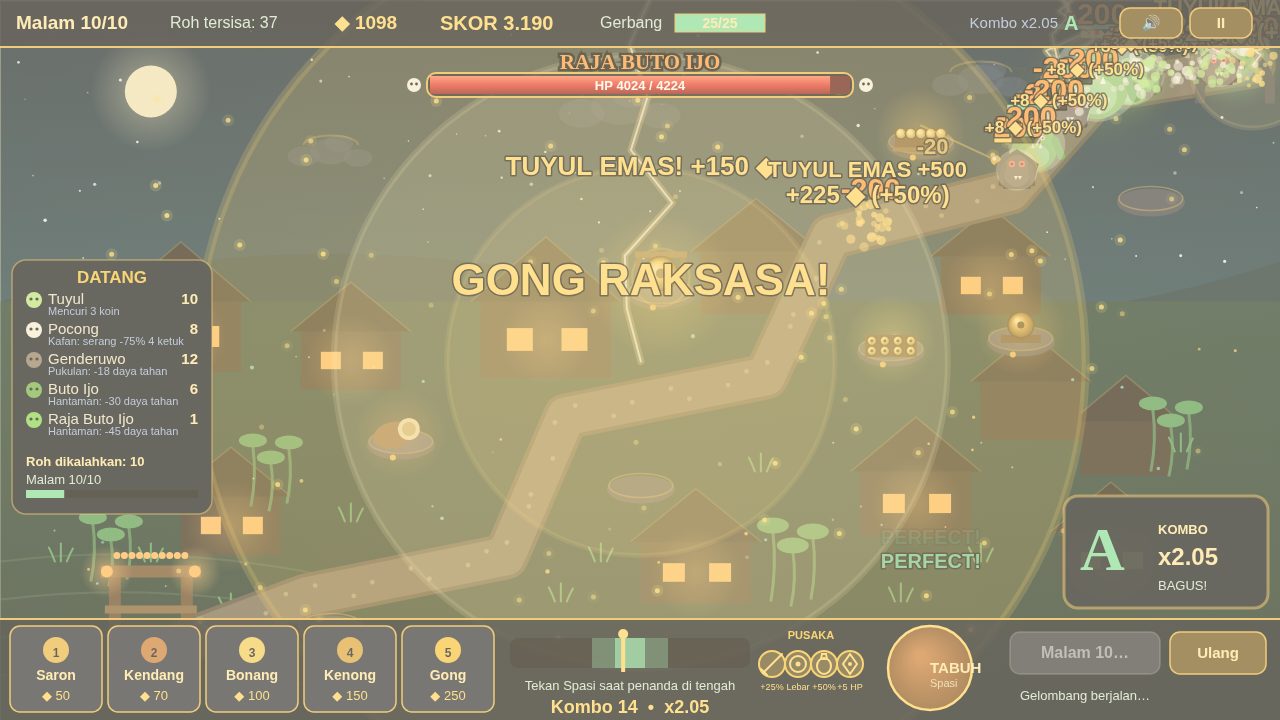 Malam 10/10
Roh tersisa: 37
◆ 1098
SKOR 3.190
Gerbang 25/25
Kombo x2.05 A
RAJA BUTO IJO
HP 4024 / 4224
-200
+8 ◆ (+50%)
-200
+8 ◆ (+50%)
-200
+8 ◆ (+50%)
-20
TUYUL EMAS! +150 ◆
TUYUL EMAS +500
-200
+225 ◆ (+50%)
GONG RAKSASA!
DATANG
Tuyul 10
Mencuri 3 koin
Pocong 8
Kafan: serang -75% 4 ketuk
Genderuwo 12
Pukulan: -18 daya tahan
Buto Ijo 6
Hantaman: -30 daya tahan
Raja Buto Ijo 1
Hantaman: -45 daya tahan
Roh dikalahkan: 10
Malam 10/10
PERFECT!
PERFECT!
A
KOMBO
x2.05
BAGUS!
1
Saron
◆ 50
2
Kendang
◆ 70
3
Bonang
◆ 100
4
Kenong
◆ 150
5
Gong
◆ 250
Tekan Spasi saat penanda di tengah
Kombo 14 • x2.05
PUSAKA
+25% Lebar +50% +5 HP
TABUH
Spasi
Malam 10…
Ulang
Gelombang berjalan…